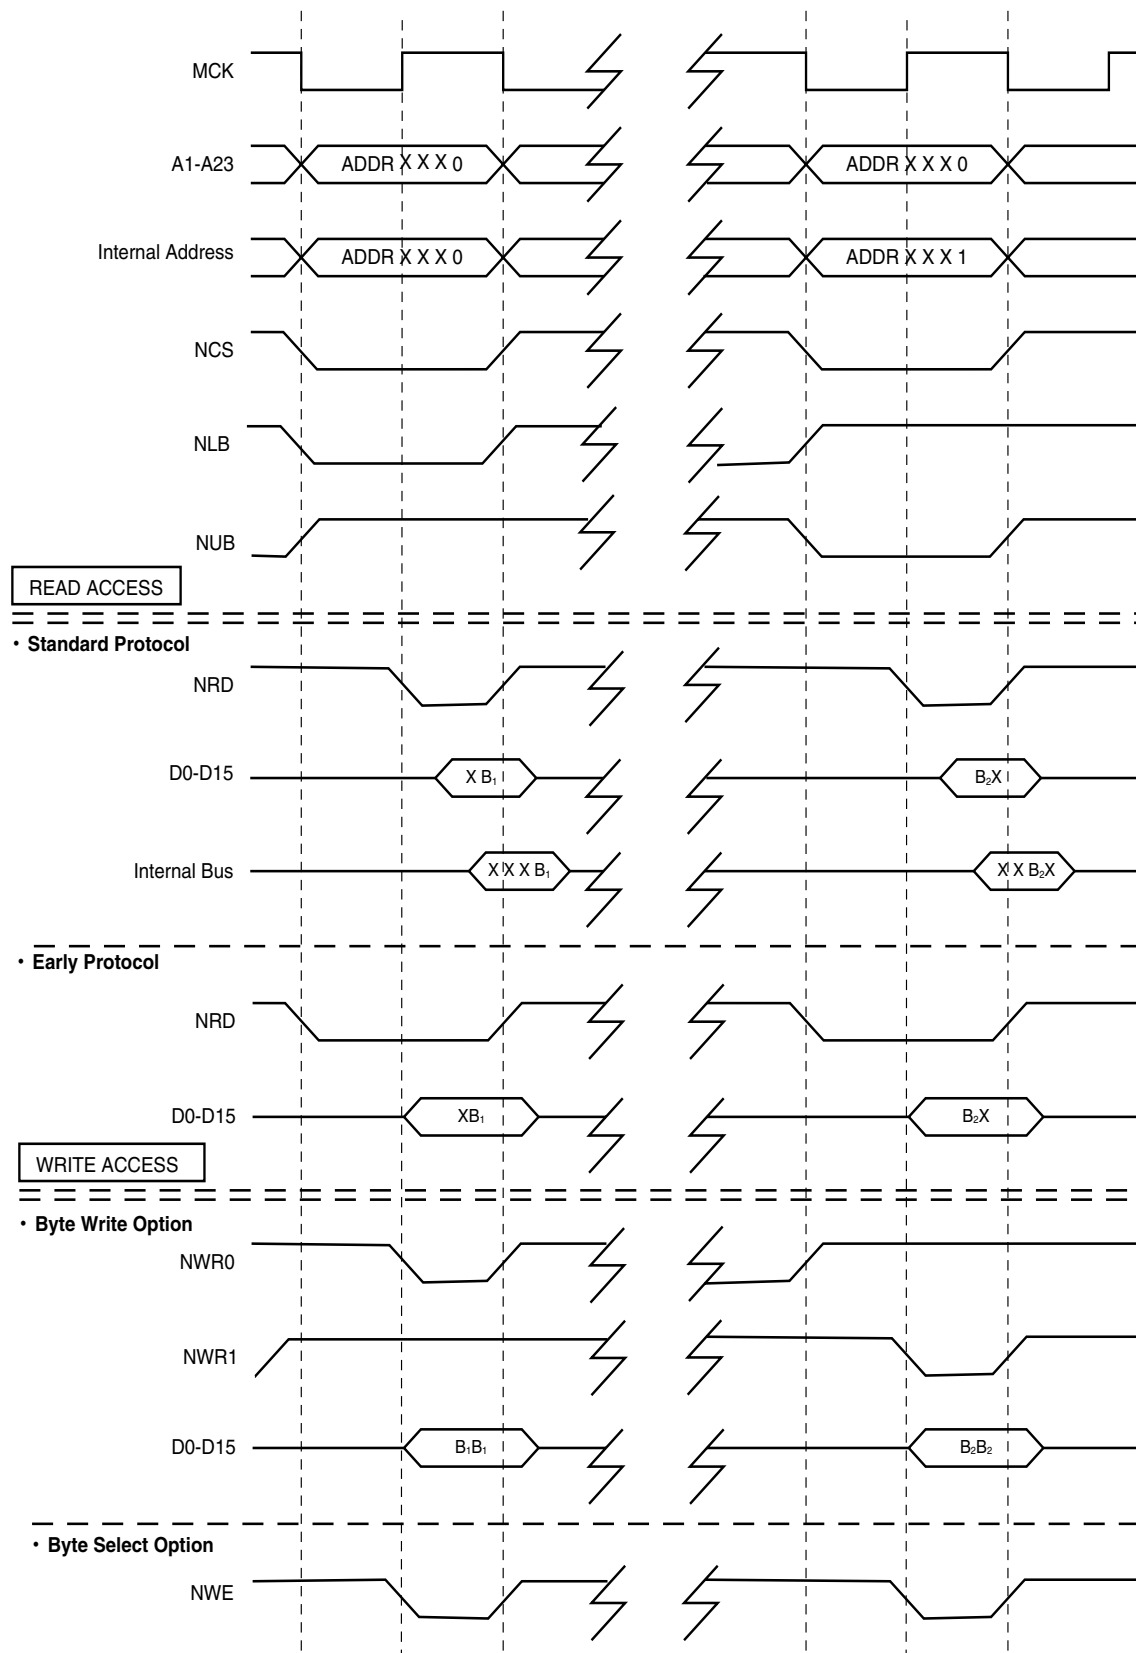 MCK
A1-A23 ADDR X X X 0 ADDR X X X 0
Internal Address ADDR X X X 0 ADDR X X X 1
NCS
NLB
NUB
READ ACCESS
• Standard Protocol
NRD
D0-D15 X B₁ B₂X
Internal Bus X X X B₁ X X B₂X
• Early Protocol
NRD
D0-D15 XB₁ B₂X
WRITE ACCESS
• Byte Write Option
NWR0
NWR1
D0-D15 B₁B₁ B₂B₂
• Byte Select Option
NWE